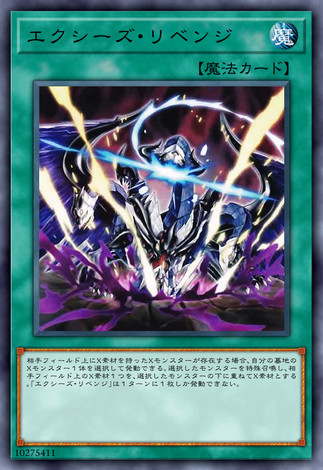 エクシーズ・リベンジ
魔
【魔法カード】
相手フィールド上にX素材を持ったXモンスターが存在する場合、自分の墓地の
Xモンスター1体を選択して発動できる。選択したモンスターを特殊召喚し、相
手フィールド上のX素材1つを、選択したモンスターの下に重ねてX素材とす
る。「エクシーズ・リベンジ」は1ターンに1枚しか発動できない。
10275411